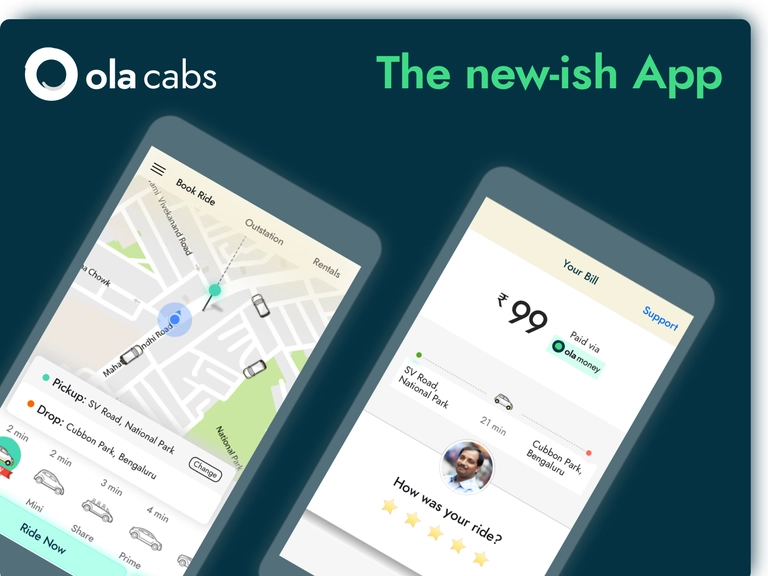 ola cabs
The new-ish App
Book Ride
Outstation
Rentals
Vivekanand Road
Chowk
ndhi Road
Maha
National Park
Pickup: SV Road, National Park
Drop: Cubbon Park, Bengaluru
Change
2 min
2 min
3 min
4 min
Mini
Share
Prime
Ride Now
Your Bill
Support
₹ 99
Paid via
ola money
SV Road,
National Park
21 min
Cubbon Park,
Bengaluru
How was your ride?